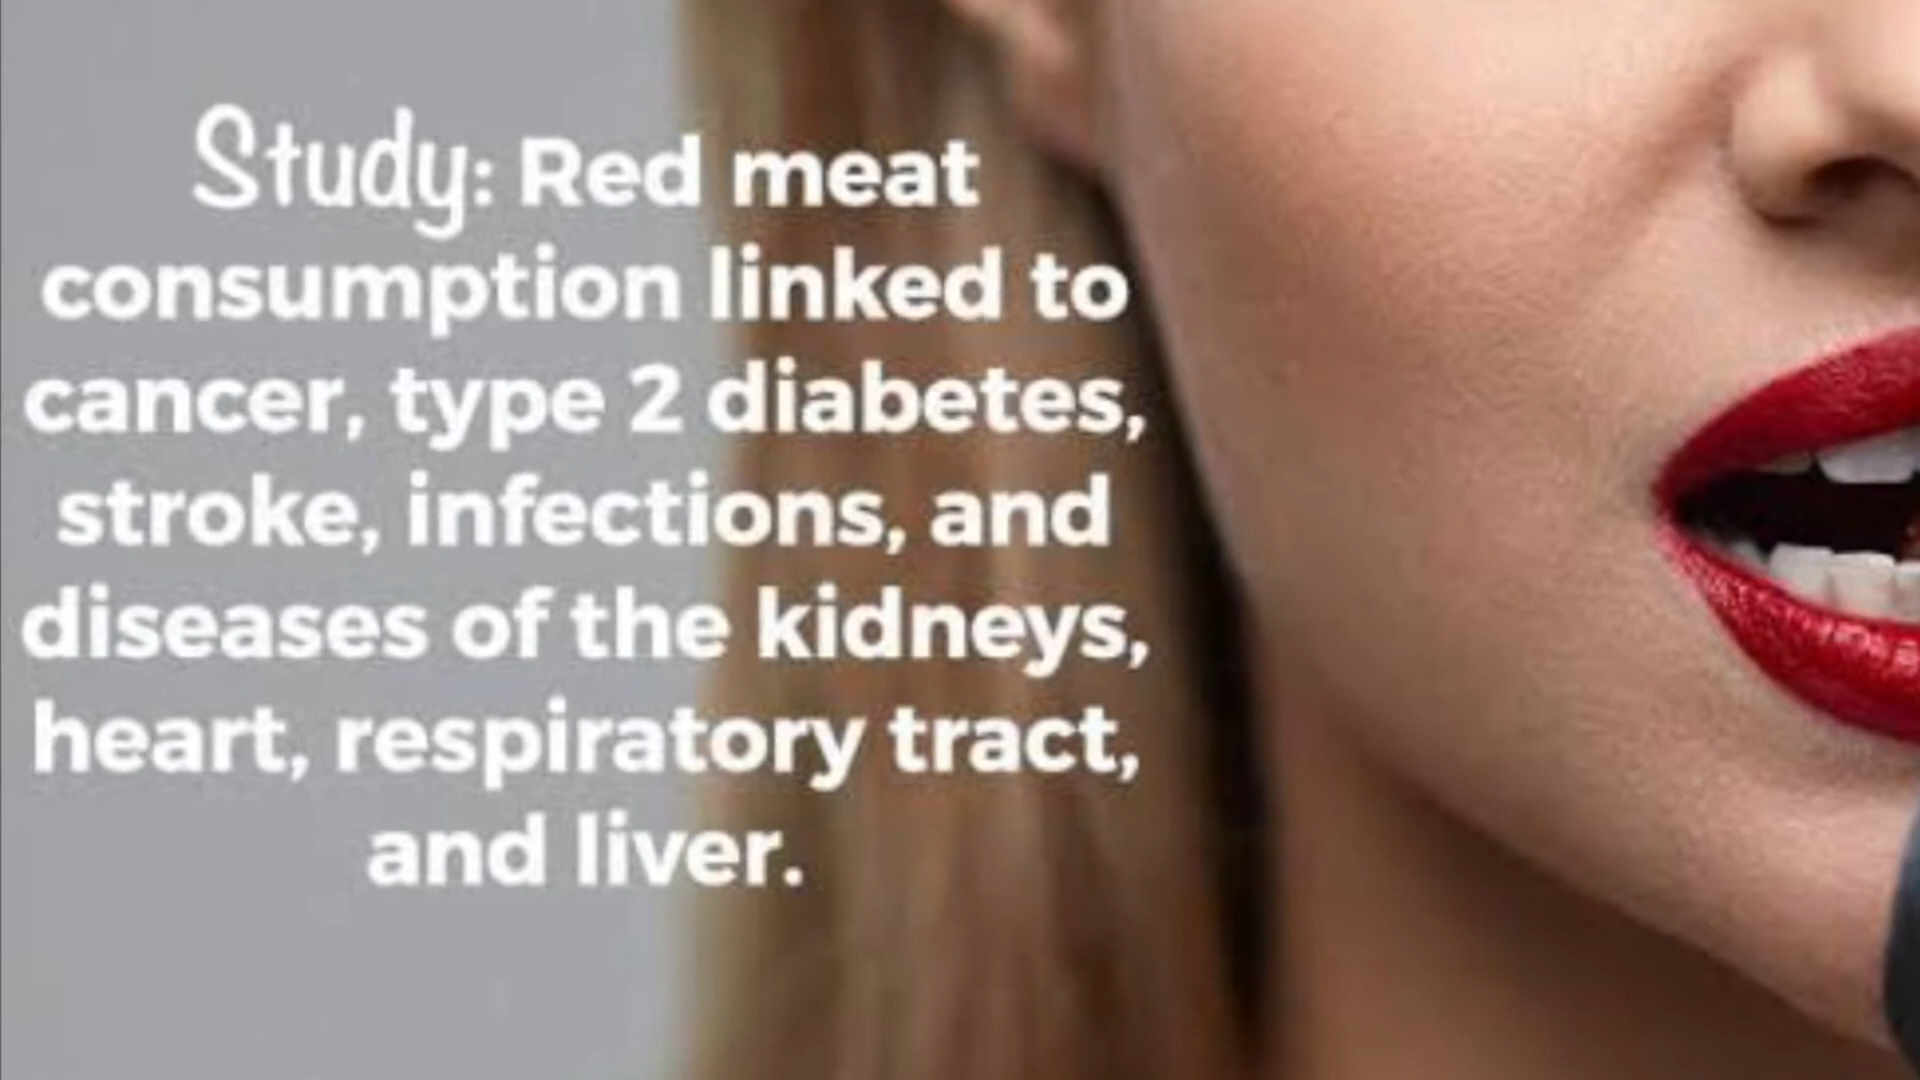 Study: Red meat
consumption linked to
cancer, type 2 diabetes,
stroke, infections, and
diseases of the kidneys,
heart, respiratory tract,
and liver.